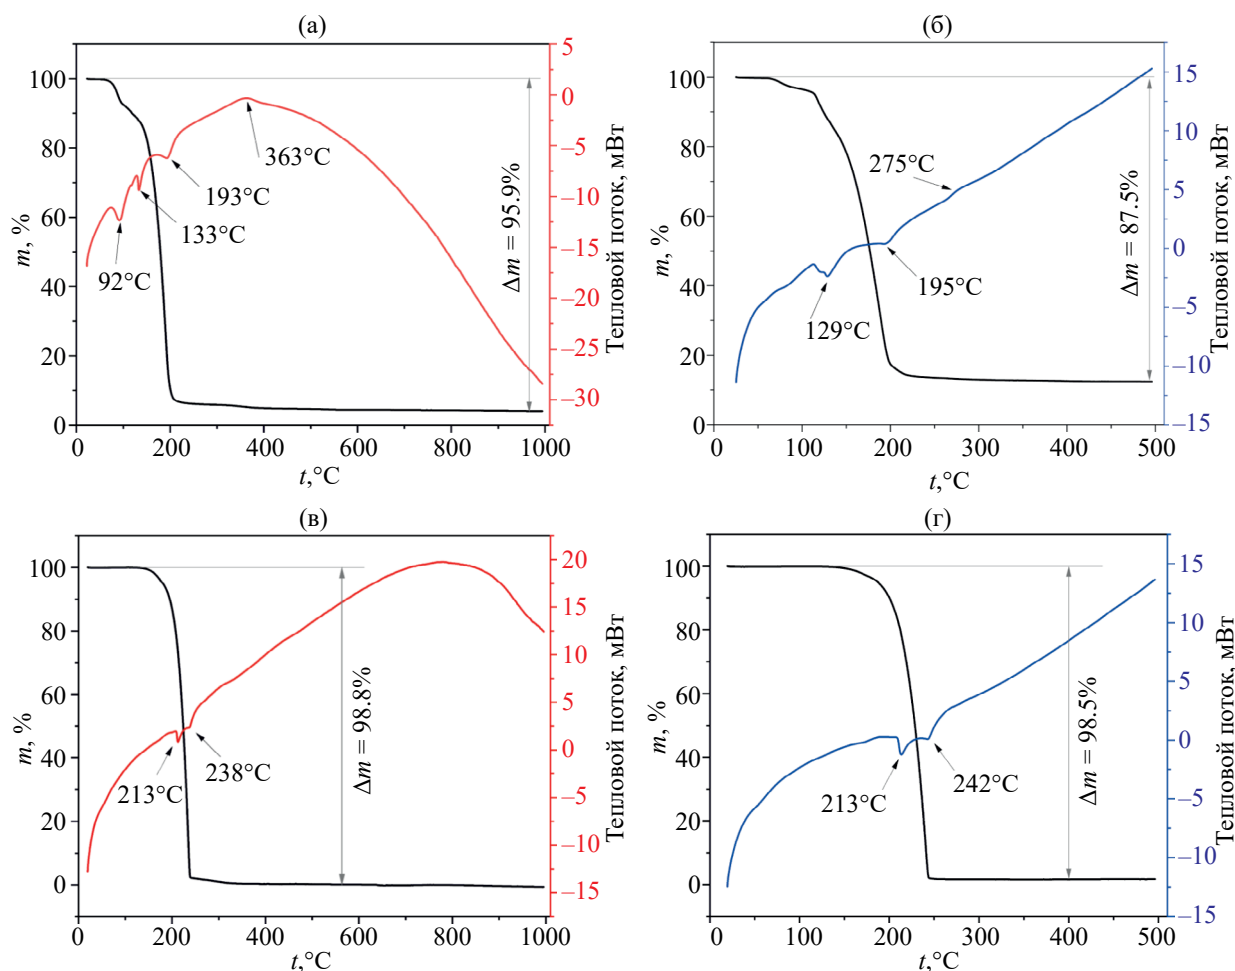 (а)
100
80
60
40
20
0
m, %
0
200
400
600
800
1000
t,°C
5
0
–5
–10
–15
–20
–25
–30
Тепловой поток, мВт
92°C
133°C
193°C
363°C
Δm = 95.9%
(б)
100
80
60
40
20
0
m, %
0
100
200
300
400
500
t,°C
15
10
5
0
–5
–10
–15
Тепловой поток, мВт
129°C
195°C
275°C
Δm = 87.5%
(в)
100
80
60
40
20
0
m, %
0
200
400
600
800
1000
t,°C
20
15
10
5
0
–5
–10
–15
Тепловой поток, мВт
213°C
238°C
Δm = 98.8%
(г)
100
80
60
40
20
0
m, %
0
100
200
300
400
500
t,°C
15
10
5
0
–5
–10
–15
Тепловой поток, мВт
213°C
242°C
Δm = 98.5%